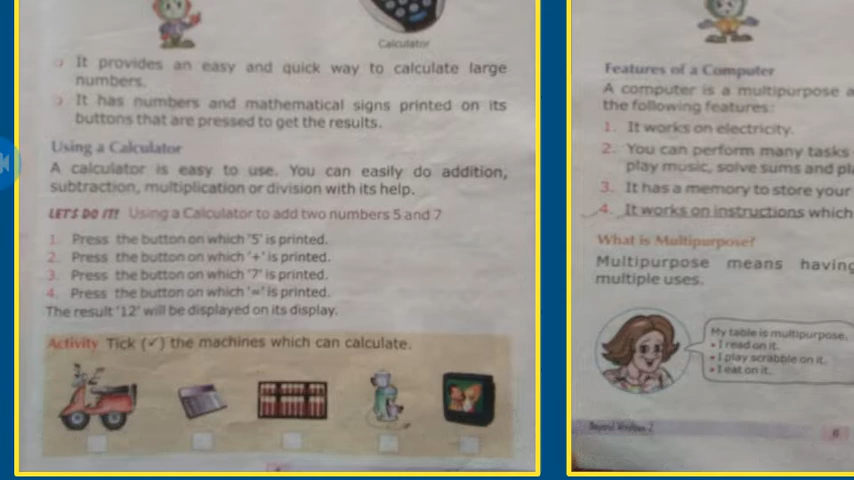 Calculator
It provides an easy and quick way to calculate large
numbers.
It has numbers and mathematical signs printed on its
buttons that are pressed to get the results.
Using a Calculator
A calculator is easy to use. You can easily do addition,
subtraction, multiplication or division with its help.
LET'S DO IT! Using a Calculator to add two numbers 5 and 7
1. Press the button on which '5' is printed.
2. Press the button on which '+' is printed.
3. Press the button on which '7' is printed.
4. Press the button on which '=' is printed.
The result '12' will be displayed on its display.
Activity Tick (✓) the machines which can calculate.
Features of a Computer
A computer is a multipurpose
the following features:
1. It works on electricity.
2. You can perform many tasks
play music, solve sums and
3. It has a memory to store your
4. It works on instructions which
What is Multipurpose?
Multipurpose means having
multiple uses.
My table is multipurpose.
• I read on it.
• I play scrabble on it.
• I eat on it.
6